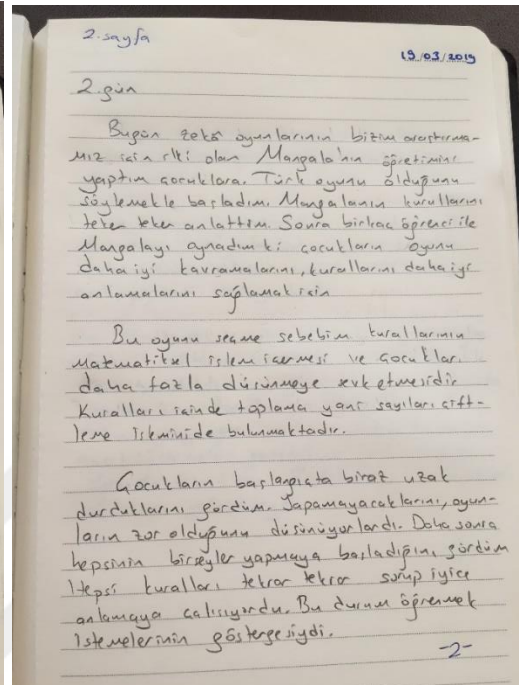 2.sayfa
19/03/2019
2.gün
Bugün zekâ oyunlarının bizim araştırma-
mız için ilki olan Mangala'nın öğretimini
yaptım çocuklara. Türk oyunu olduğunu
söylemekle başladım. Mangalanın kurullarını
teker teker anlattım. Sonra birkaç öğrenci ile
Mangalayı oynadım ki çocukların oyunu
daha iyi kavramalarını, kurallarını daha iyi
anlamalarını sağlamak için
Bu oyunu seçme sebebim kurallarının
matematiksel işlem içermesi ve çocukları
daha fazla düşünmeye sevk etmesidir.
Kuralları içinde toplama yani sayıları çift-
leme işleminide bulunmaktadır.
Çocukların başlangıçta biraz uzak
durduklarını gördüm. Yapamayacaklarını, oyun-
ların zor olduğunu düşünüyorlardı. Daha sonra
hepsinin birşeyler yapmaya başladığını gördüm
Hepsi kuralları tekrar tekrar sorup iyice
anlamaya çalışıyordu. Bu durum öğrenmek
istemelerinin göstergesiydi.
-2-